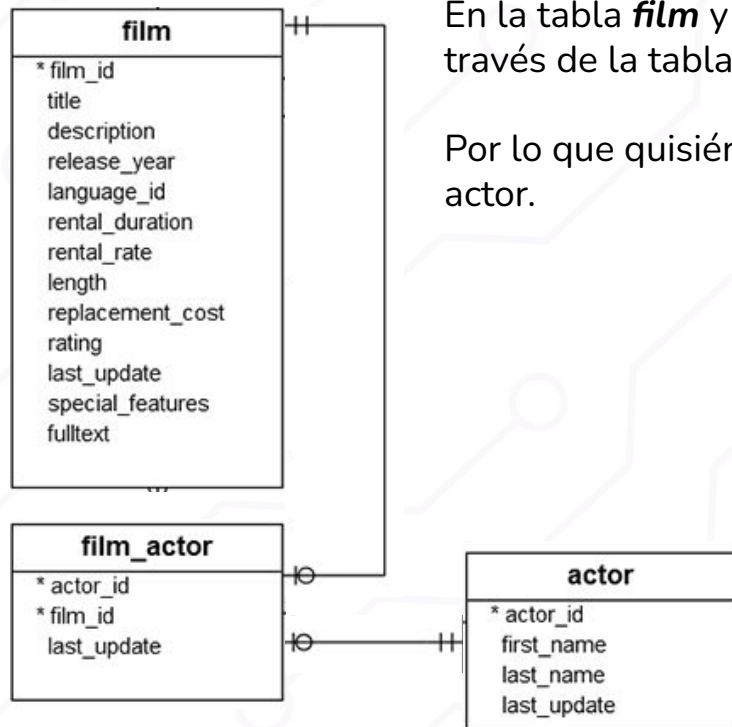 film
* film_id
title
description
release_year
language_id
rental_duration
rental_rate
length
replacement_cost
rating
last_update
special_features
fulltext
En la tabla film y
través de la tabla
Por lo que
actor.
film_actor
* actor_id
* film_id
last_update
actor
* actor_id
first_name
last_name
last_update